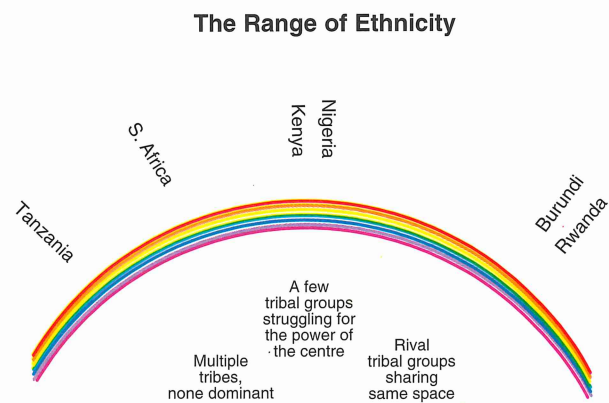 The Range of Ethnicity
Tanzania
S. Africa
Kenya
Nigeria
Burundi
Rwanda
A few
tribal groups
struggling for
the power of
the centre
Multiple
tribes,
none dominant
Rival
tribal groups
sharing
same space